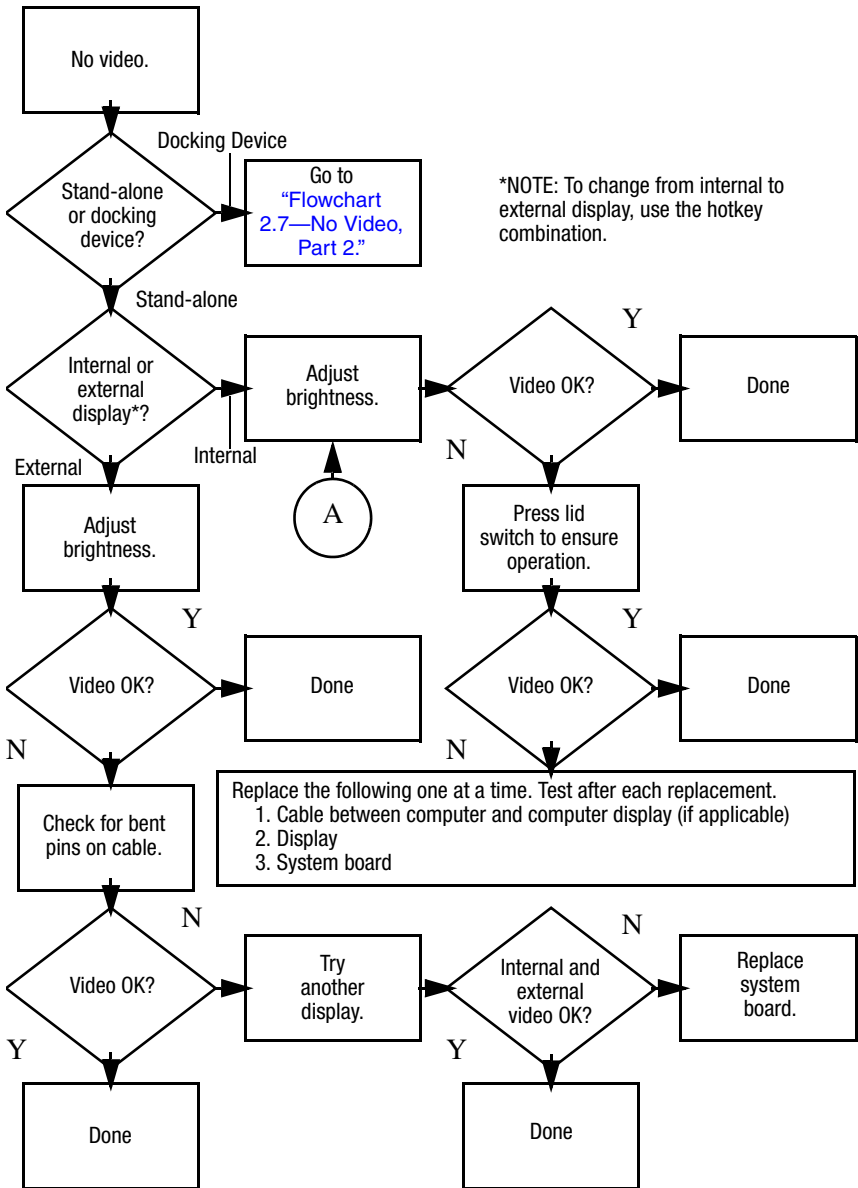 No video.
Docking Device
Stand-alone
or docking
device?
Go to
“Flowchart
2.7—No Video,
Part 2.”
*NOTE: To change from internal to
external display, use the hotkey
combination.
Stand-alone
Internal or
external
display*?
Internal
External
Adjust
brightness.
A
Video OK?
Y
Done
N
Press lid
switch to ensure
operation.
Adjust
brightness.
Video OK?
Y
Done
N
Video OK?
Y
Done
N
Replace the following one at a time. Test after each replacement.
1. Cable between computer and computer display (if applicable)
2. Display
3. System board
Check for bent
pins on cable.
Video OK?
N
Try
another
display.
Internal and
external
video OK?
N
Replace
system
board.
Y
Done
Y
Done